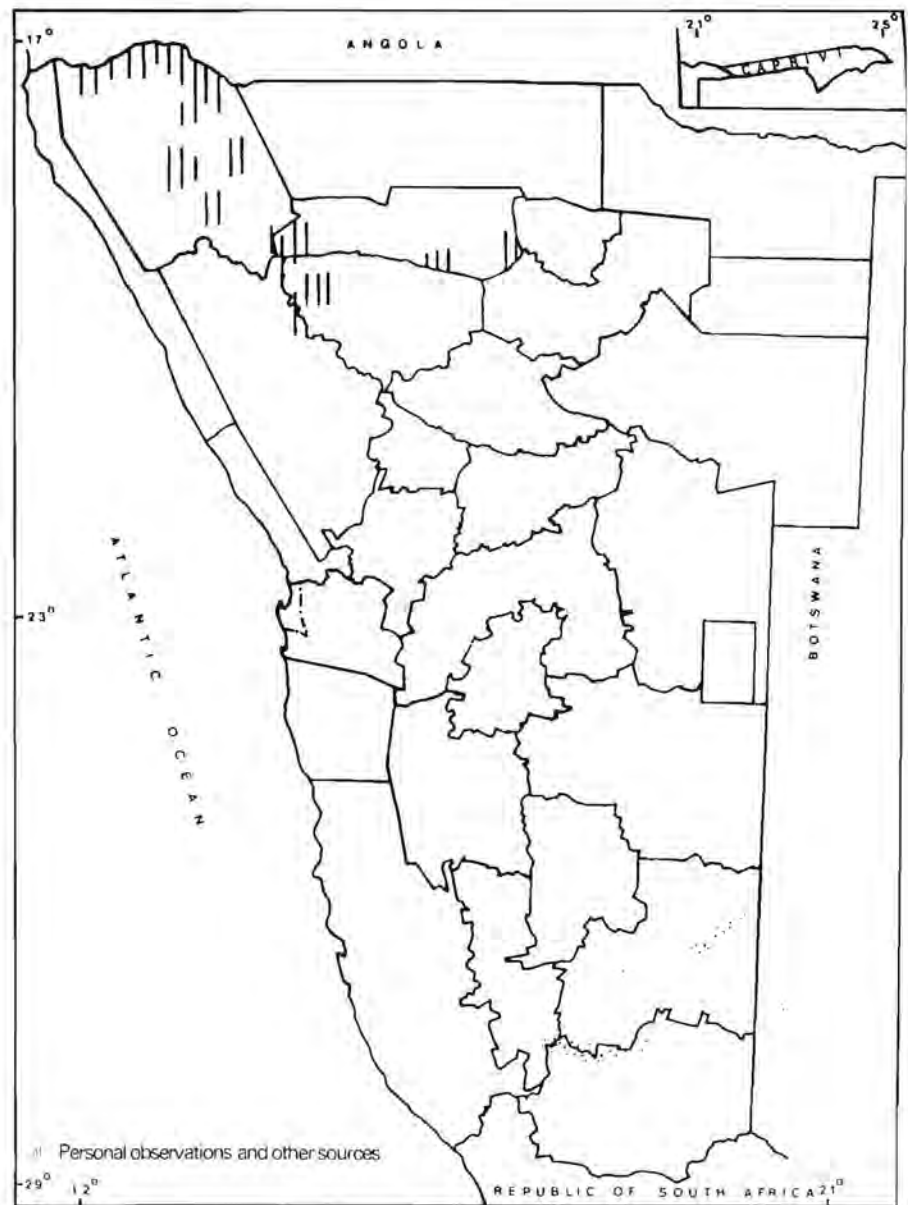 17°
ANGOLA
21°
25°
CAPRIVI
ATLANTIC OCEAN
23°
BOTSWANA
Personal observations and other sources
29°
12°
REPUBLIC OF SOUTH AFRICA
21°